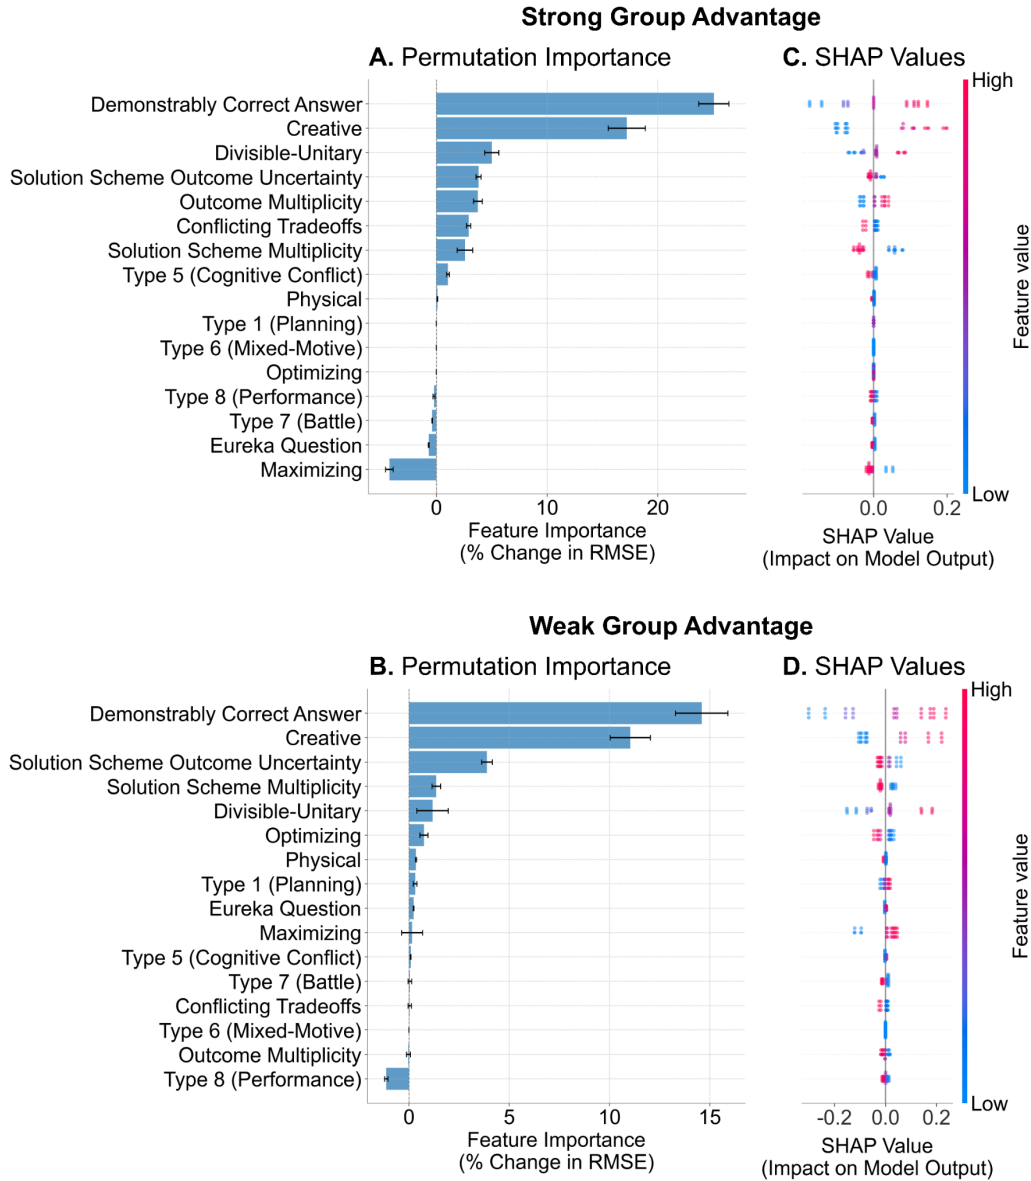 Strong Group Advantage
A. Permutation Importance
C. SHAP Values
Demonstrably Correct Answer
Creative
Divisible-Unitary
Solution Scheme Outcome Uncertainty
Outcome Multiplicity
Conflicting Tradeoffs
Solution Scheme Multiplicity
Type 5 (Cognitive Conflict)
Physical
Type 1 (Planning)
Type 6 (Mixed-Motive)
Optimizing
Type 8 (Performance)
Type 7 (Battle)
Eureka Question
Maximizing
0 10 20
Feature Importance
(% Change in RMSE)
0.0 0.2
SHAP Value
(Impact on Model Output)
High
Feature value
Low
Weak Group Advantage
B. Permutation Importance
D. SHAP Values
Demonstrably Correct Answer
Creative
Solution Scheme Outcome Uncertainty
Solution Scheme Multiplicity
Divisible-Unitary
Optimizing
Physical
Type 1 (Planning)
Eureka Question
Maximizing
Type 5 (Cognitive Conflict)
Type 7 (Battle)
Conflicting Tradeoffs
Type 6 (Mixed-Motive)
Outcome Multiplicity
Type 8 (Performance)
0 5 10 15
Feature Importance
(% Change in RMSE)
-0.2 0.0 0.2
SHAP Value
(Impact on Model Output)
High
Feature value
Low